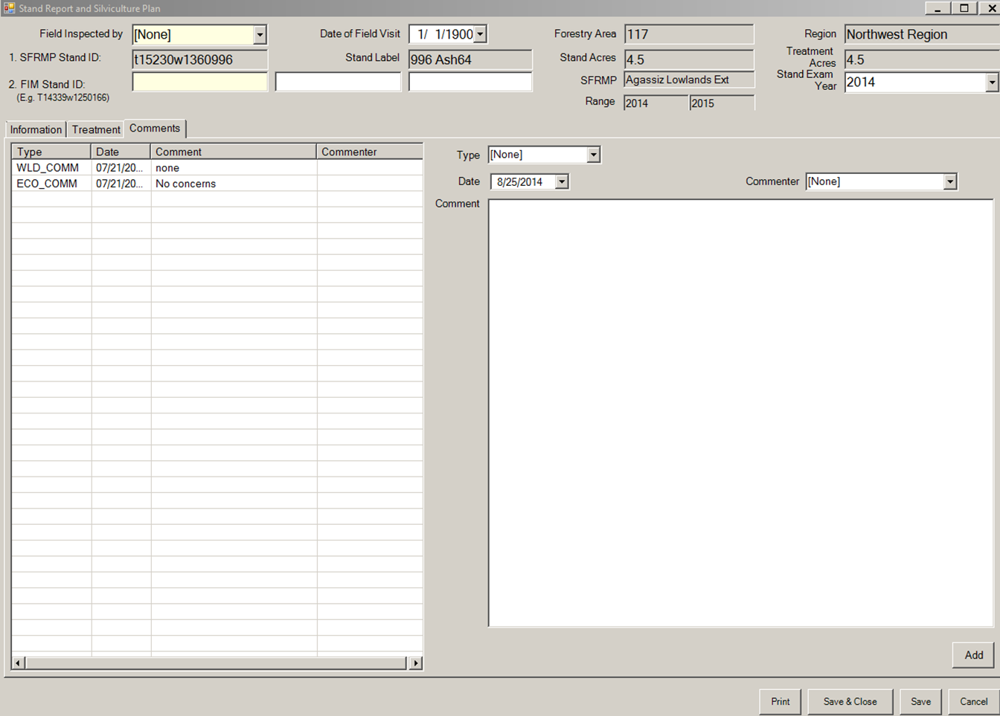 Stand Report and Silviculture Plan
Field Inspected by [None] Date of Field Visit 1/ 1/1900 Forestry Area 117 Region Northwest Region
1. SFRMP Stand ID: t15230w1360996 Stand Label 996 Ash64 Stand Acres 4.5 Treatment Acres 4.5
2. FIM Stand ID: SFRMP Agassiz Lowlands Ext Stand Exam Year 2014
(E.g. T14339w1250166) Range 2014 2015
Information Treatment Comments
Type Date Comment Commenter
WLD_COMM 07/21/20... none
ECO_COMM 07/21/20... No concerns
Type [None]
Date 8/25/2014 Commenter [None]
Comment
Add
Print Save & Close Save Cancel